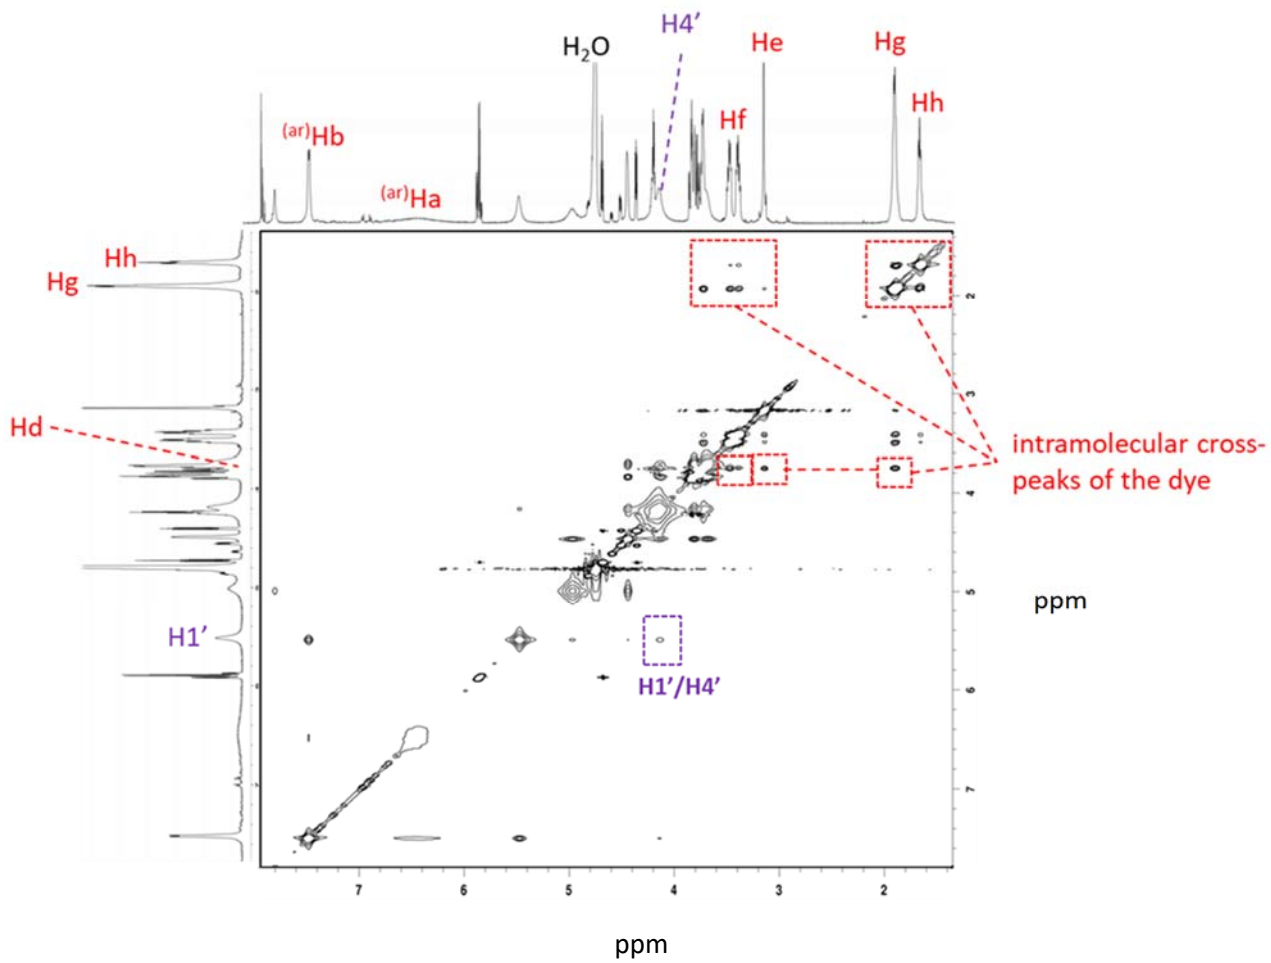 H4'
H₂O
He
Hg
Hh
Hf
(ar)Hb
(ar)Ha
Hh
Hg
Hd
H1'
H1'/H4'
intramolecular cross-
peaks of the dye
2
3
4
5
6
7
ppm
7
6
5
4
3
2
ppm